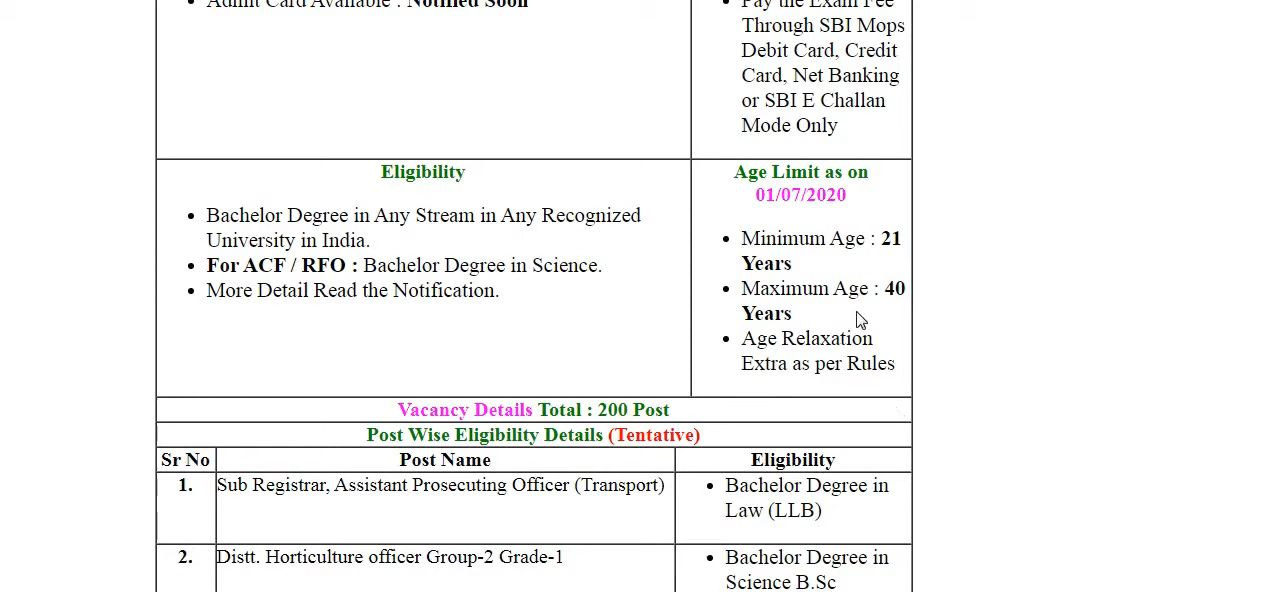 Admit Card Available : Notified Soon
Pay the Exam Fee
Through SBI Mops
Debit Card, Credit
Card, Net Banking
or SBI E Challan
Mode Only
Eligibility
Bachelor Degree in Any Stream in Any Recognized
University in India.
For ACF / RFO : Bachelor Degree in Science.
More Detail Read the Notification.
Age Limit as on
01/07/2020
Minimum Age : 21
Years
Maximum Age : 40
Years
Age Relaxation
Extra as per Rules
Vacancy Details Total : 200 Post
Post Wise Eligibility Details (Tentative)
Sr No Post Name Eligibility
1. Sub Registrar, Assistant Prosecuting Officer (Transport)
Bachelor Degree in
Law (LLB)
2. Distt. Horticulture officer Group-2 Grade-1
Bachelor Degree in
Science B.Sc